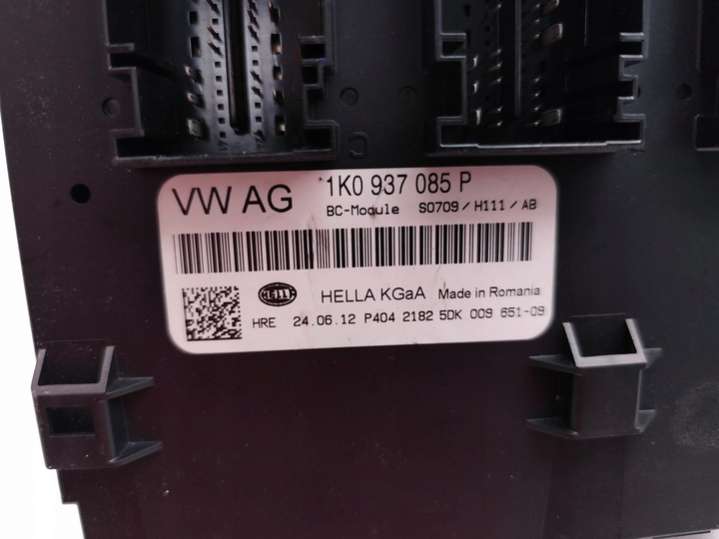 VW AG 1K0 937 085 P
BC-Module S0709/H111/AB
HELLA HELLA KGaA Made in Romania
HRE 24.06.12 P404 2182 5DK 009 651-09